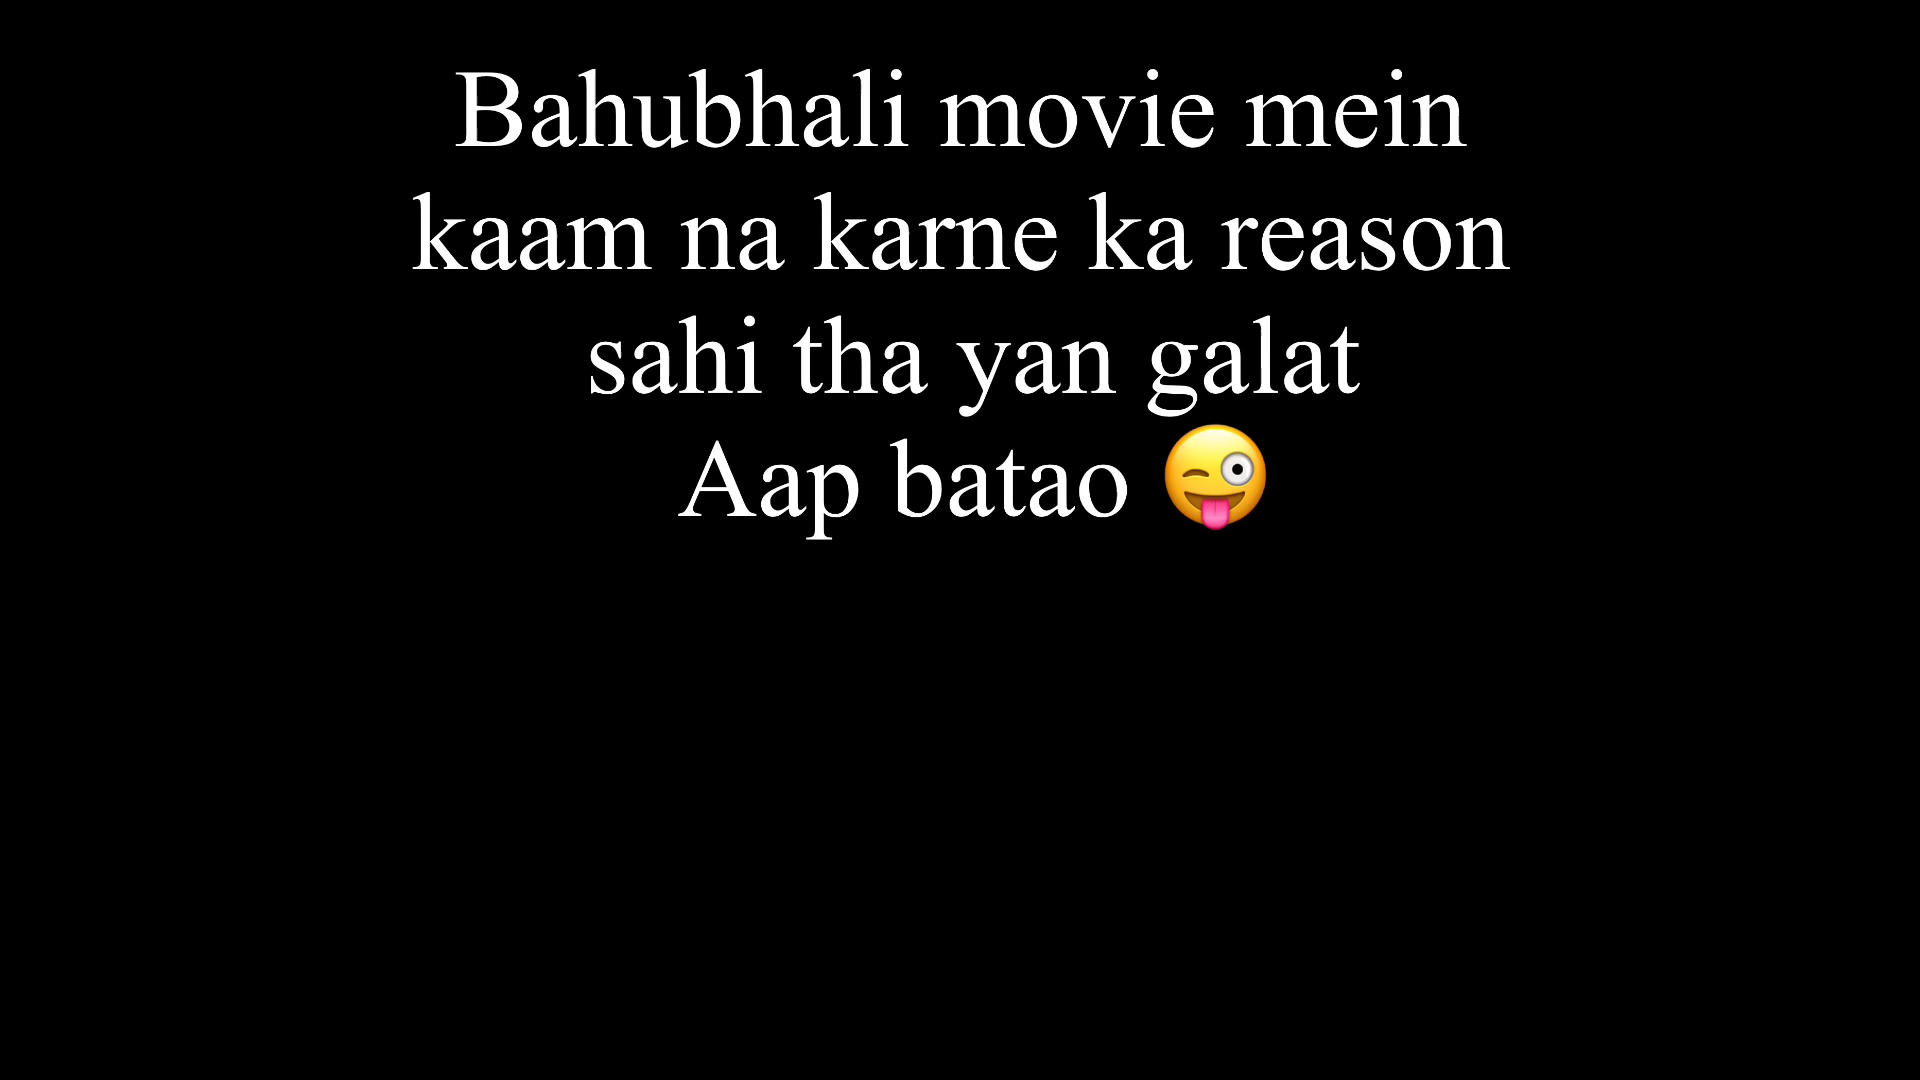 Bahubhali movie mein
kaam na karne ka reason
sahi tha yan galat
Aap batao 😜